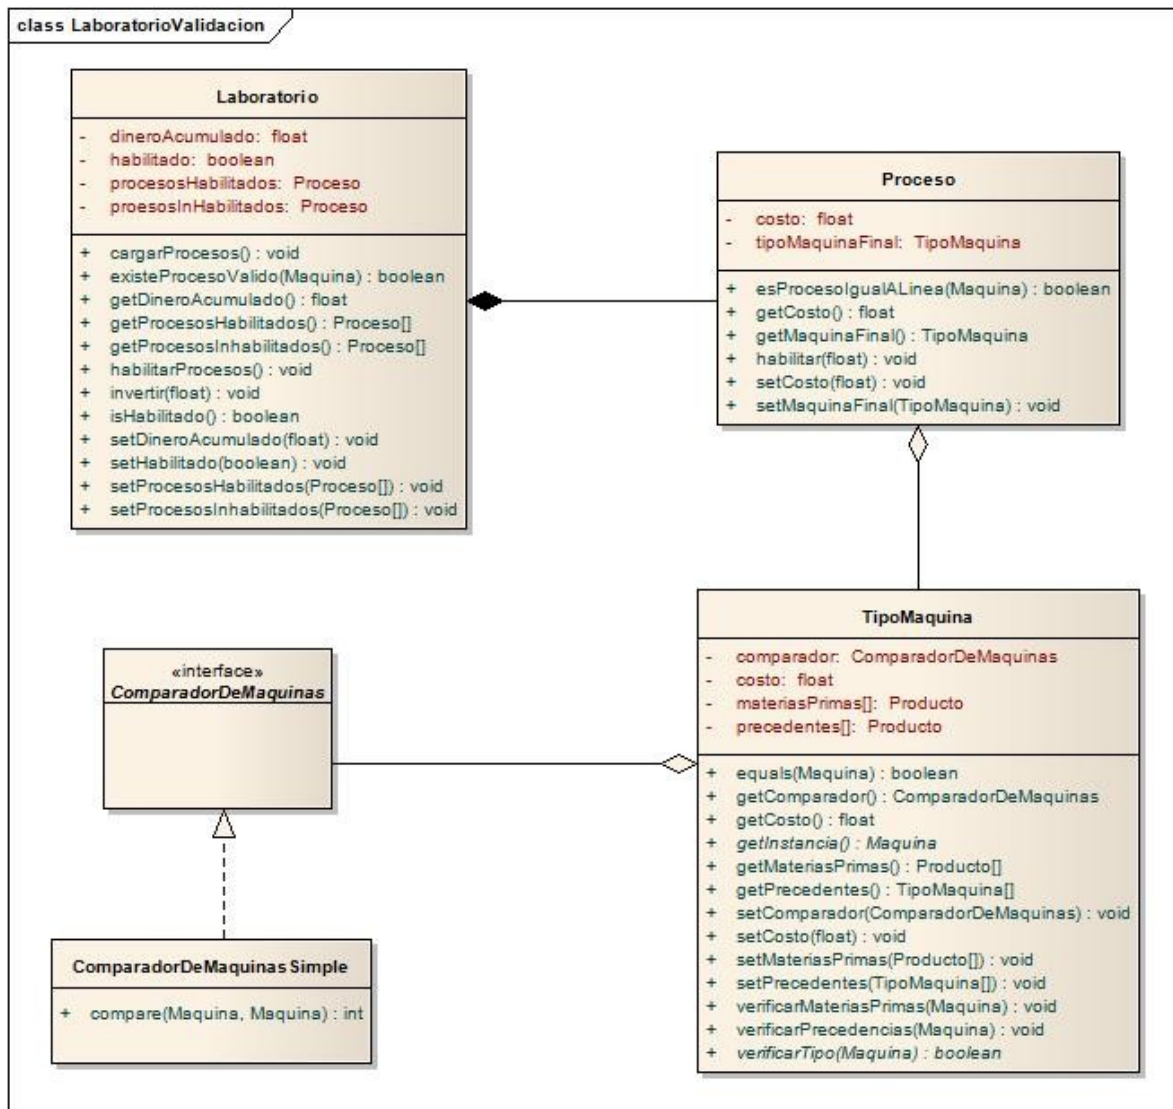 class LaboratorioValidacion
Laboratorio
- dineroAcumulado: float
- habilitado: boolean
- procesosHabilitados: Proceso
- proesosInHabilitados: Proceso
+ cargarProcesos() : void
+ existeProcesoValido(Maquina) : boolean
+ getDineroAcumulado() : float
+ getProcesosHabilitados() : Proceso[]
+ getProcesosInhabilitados() : Proceso[]
+ habilitarProcesos() : void
+ invertir(float) : void
+ isHabilitado() : boolean
+ setDineroAcumulado(float) : void
+ setHabilitado(boolean) : void
+ setProcesosHabilitados(Proceso[]) : void
+ setProcesosInhabilitados(Proceso[]) : void
Proceso
- costo: float
- tipoMaquinaFinal: TipoMaquina
+ esProcesoIgualALinea(Maquina) : boolean
+ getCosto() : float
+ getMaquinaFinal() : TipoMaquina
+ habilitar(float) : void
+ setCosto(float) : void
+ setMaquinaFinal(TipoMaquina) : void
«interface»
ComparadorDeMaquinas
ComparadorDeMaquinasSimple
+ compare(Maquina, Maquina) : int
TipoMaquina
- comparador: ComparadorDeMaquinas
- costo: float
- materiasPrimas[]: Producto
- precedentes[]: Producto
+ equals(Maquina) : boolean
+ getComparador() : ComparadorDeMaquinas
+ getCosto() : float
+ getInstancia() : Maquina
+ getMateriasPrimas() : Producto[]
+ getPrecedentes() : TipoMaquina[]
+ setComparador(ComparadorDeMaquinas) : void
+ setCosto(float) : void
+ setMateriasPrimas(Producto[]) : void
+ setPrecedentes(TipoMaquina[]) : void
+ verificarMateriasPrimas(Maquina) : void
+ verificarPrecedencias(Maquina) : void
+ verificarTipo(Maquina) : boolean